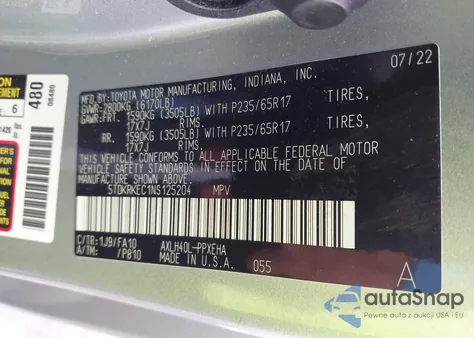 07/22
MFD.BY:TOYOTA MOTOR MANUFACTURING, INDIANA, INC.
GVWR:2800KG (6170LB)
GAWR:FRT. 1590KG (3505LB) WITH P235/65R17 TIRES,
17X7J RIMS.
RR. 1590KG (3505LB) WITH P235/65R17 TIRES,
17X7J RIMS.
THIS VEHICLE CONFORMS TO ALL APPLICABLE FEDERAL MOTOR
VEHICLE SAFETY STANDARDS IN EFFECT ON THE DATE OF
MANUFACTURE SHOWN ABOVE.
5TDKRKEC1NS125204 MPV
C/TR:1J9/FA10 AXLH40L-PPXEHA
A/TM: /P810 MADE IN U.S.A. 055 A
6
480
08480
autoSnap
Pewne auta z aukcji USA - EU